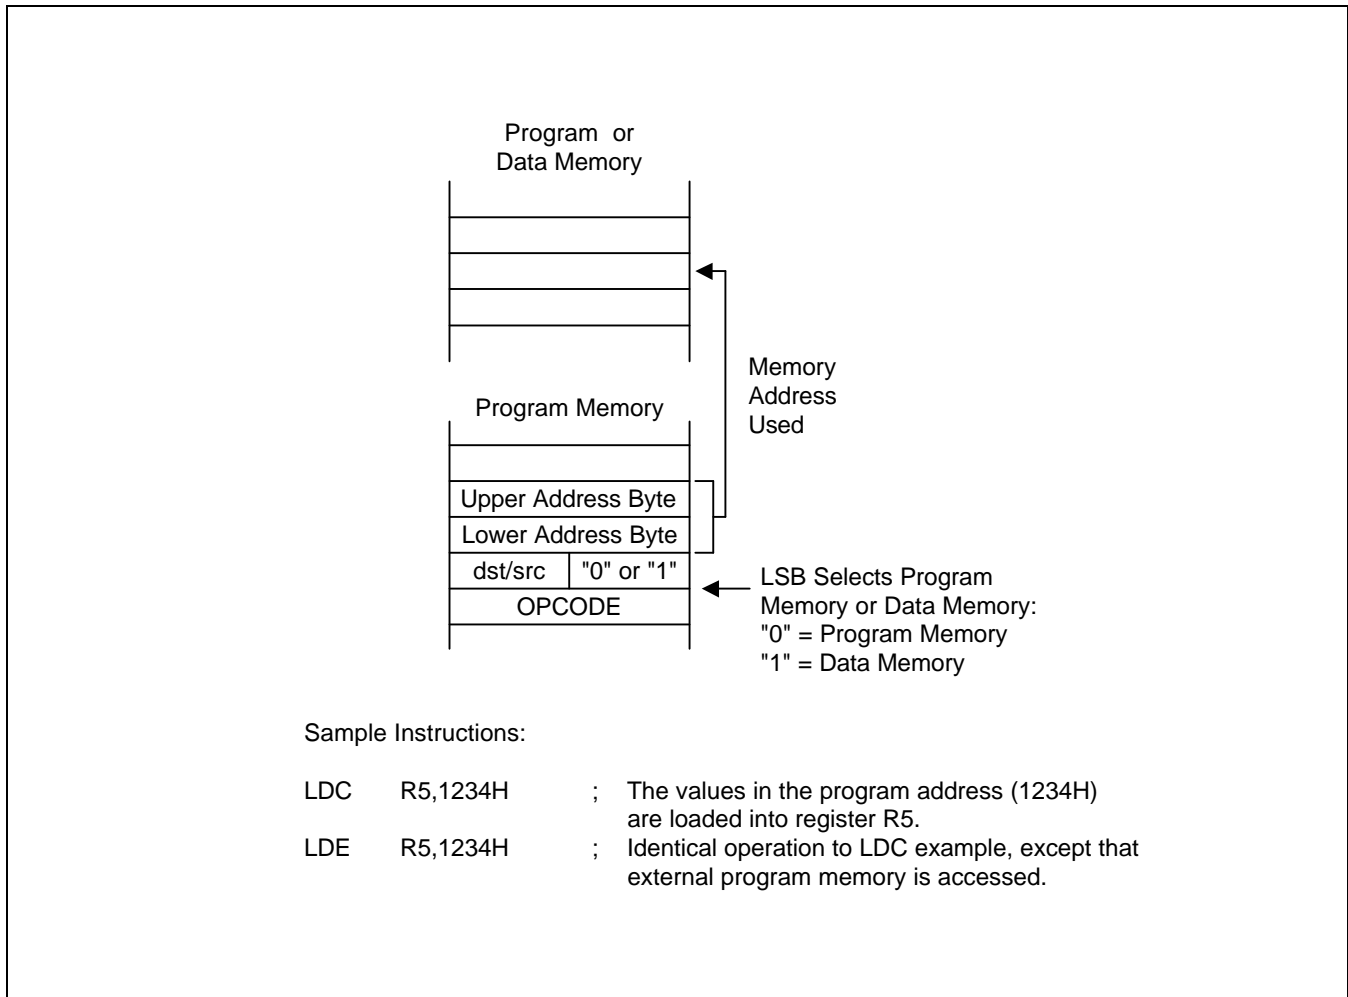 Program or
Data Memory
Memory
Address
Used
Program Memory
Upper Address Byte
Lower Address Byte
dst/src "0" or "1"
OPCODE
LSB Selects Program
Memory or Data Memory:
"0" = Program Memory
"1" = Data Memory
Sample Instructions:
LDC R5,1234H ; The values in the program address (1234H)
are loaded into register R5.
LDE R5,1234H ; Identical operation to LDC example, except that
external program memory is accessed.